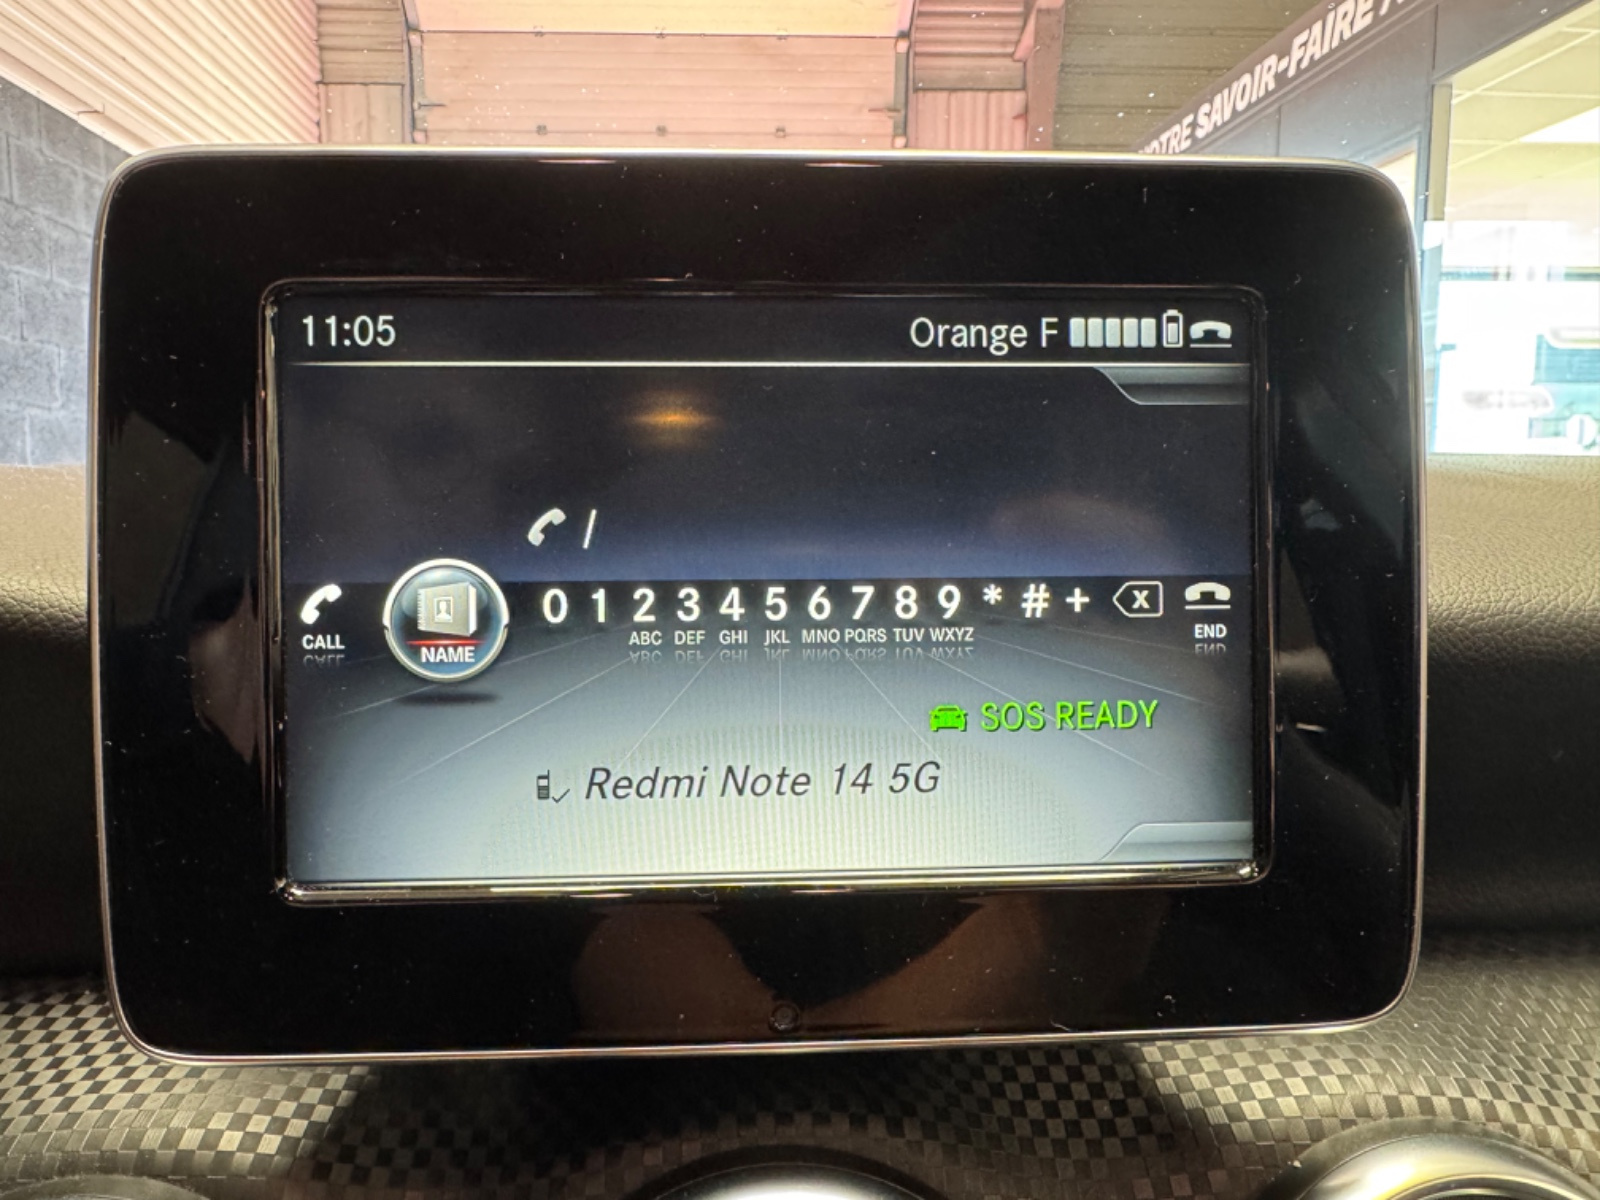 NOTRE SAVOIR-FAIRE
11:05
Orange F
0 1 2 3 4 5 6 7 8 9 * # + X
ABC DEF GHI JKL MNO PQRS TUV WXYZ
CALL
NAME
END
SOS READY
Redmi Note 14 5G